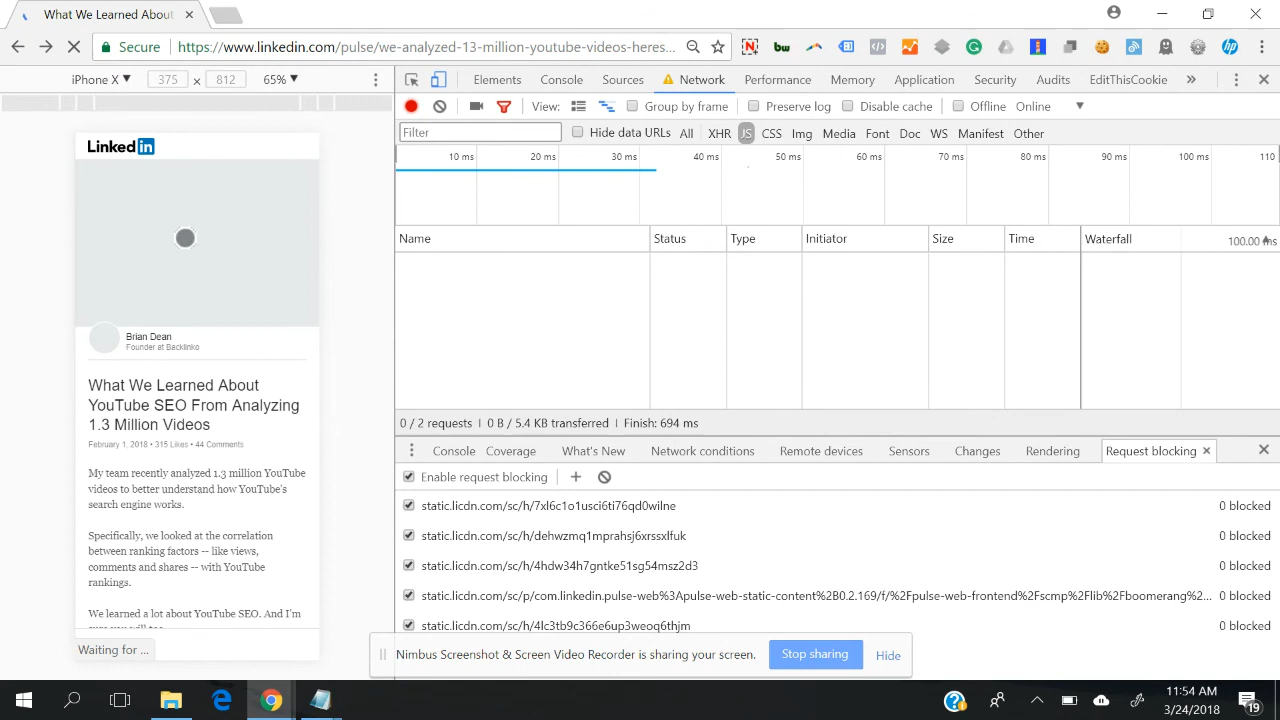 What We Learned About
Secure https://www.linkedin.com/pulse/we-analyzed-13-million-youtube-videos-heres...
iPhone X ▼ 375 x 812 65% ▼
Elements Console Sources Network Performance Memory Application Security Audits EditThisCookie »
View: Group by frame Preserve log Disable cache Offline Online ▼
Filter Hide data URLs All XHR JS CSS Img Media Font Doc WS Manifest Other
10 ms 20 ms 30 ms 40 ms 50 ms 60 ms 70 ms 80 ms 90 ms 100 ms 110
Name Status Type Initiator Size Time Waterfall 100.00 ms
Linked in
Brian Dean
Founder at Backlinko
What We Learned About
YouTube SEO From Analyzing
1.3 Million Videos
February 1, 2018 • 315 Likes • 44 Comments
My team recently analyzed 1.3 million YouTube
videos to better understand how YouTube's
search engine works.
Specifically, we looked at the correlation
between ranking factors -- like views,
comments and shares -- with YouTube
rankings.
We learned a lot about YouTube SEO. And I'm
Waiting for ...
0 / 2 requests | 0 B / 5.4 KB transferred | Finish: 694 ms
Console Coverage What's New Network conditions Remote devices Sensors Changes Rendering Request blocking ×
Enable request blocking
static.licdn.com/sc/h/7xl6c1o1usci6ti76qd0wilne 0 blocked
static.licdn.com/sc/h/dehwzmq1mprahsj6xrssxlfuk 0 blocked
static.licdn.com/sc/h/4hdw34h7gntke51sg54msz2d3 0 blocked
static.licdn.com/sc/p/com.linkedin.pulse-web%3Apulse-web-static-content%2B0.2.169/f/%2Fpulse-web-frontend%2Fscmp%2Flib%2Fboomerang%2... 0 blocked
static.licdn.com/sc/h/4lc3tb9c366e6up3weoq6thjm 0 blocked
Nimbus Screenshot & Screen Video Recorder is sharing your screen. Stop sharing Hide
11:54 AM
3/24/2018
19